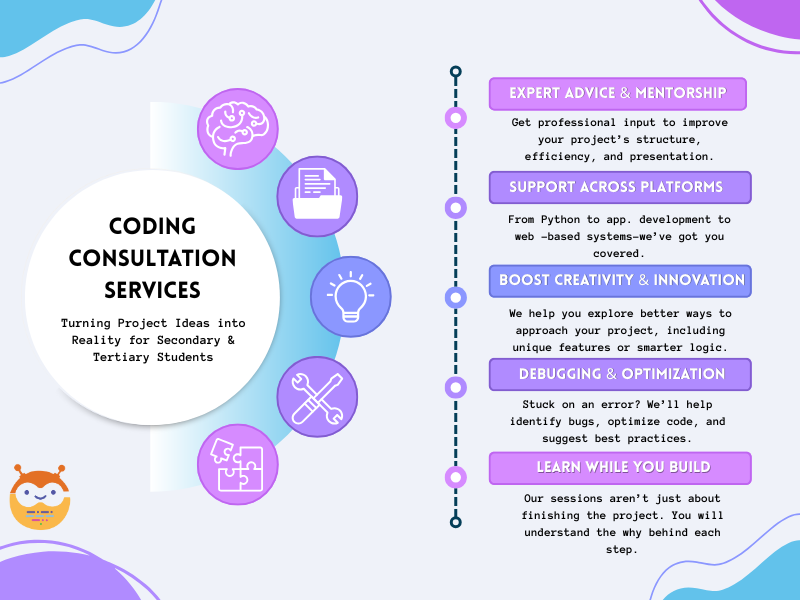 CODING
CONSULTATION
SERVICES
Turning Project Ideas into
Reality for Secondary &
Tertiary Students
EXPERT ADVICE & MENTORSHIP
Get professional input to improve
your project's structure,
efficiency, and presentation.
SUPPORT ACROSS PLATFORMS
From Python to app. development to
web -based systems—we've got you
covered.
BOOST CREATIVITY & INNOVATION
We help you explore better ways to
approach your project, including
unique features or smarter logic.
DEBUGGING & OPTIMIZATION
Stuck on an error? We'll help
identify bugs, optimize code, and
suggest best practices.
LEARN WHILE YOU BUILD
Our sessions aren't just about
finishing the project. You will
understand the why behind each
step.